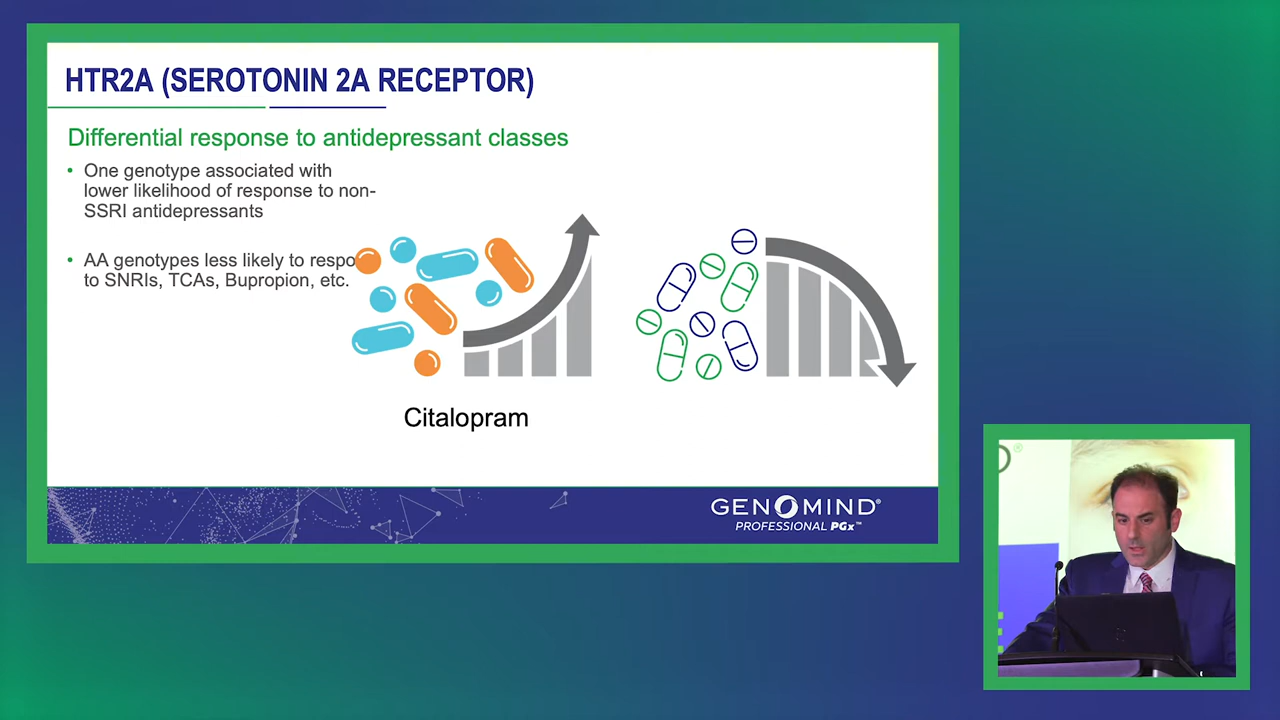 HTR2A (SEROTONIN 2A RECEPTOR)
Differential response to antidepressant classes
• One genotype associated with
lower likelihood of response to non-
SSRI antidepressants
• AA genotypes less likely to respo
to SNRIs, TCAs, Bupropion, etc.
Citalopram
GENOMIND®
PROFESSIONAL PGx™